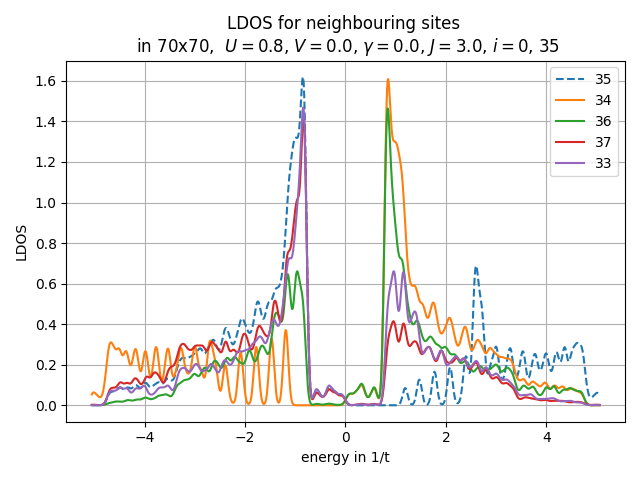 LDOS for neighbouring sites
in 70x70, U = 0.8, V = 0.0, γ = 0.0, J = 3.0, i = 0, 35
35
34
36
37
33
1.6
1.4
1.2
1.0
0.8
0.6
0.4
0.2
0.0
LDOS
−4 −2 0 2 4
energy in 1/t